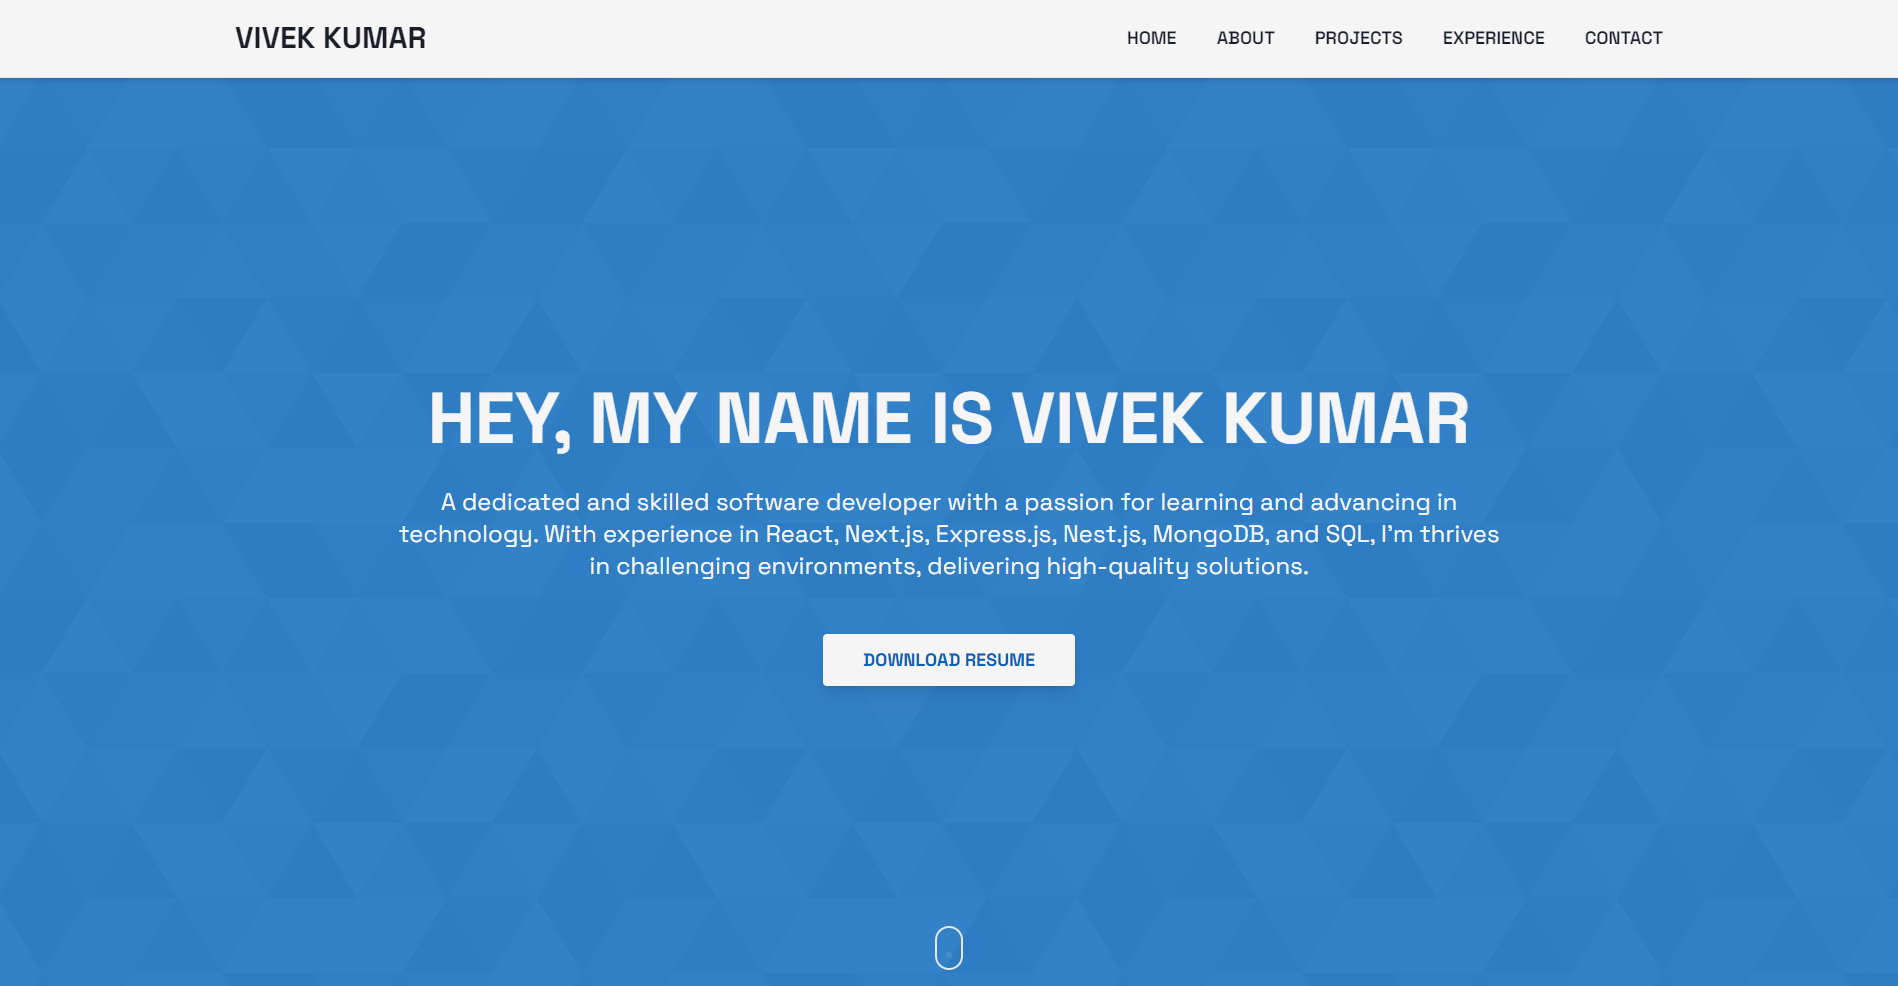 VIVEK KUMAR
HOME ABOUT PROJECTS EXPERIENCE CONTACT
HEY, MY NAME IS VIVEK KUMAR
A dedicated and skilled software developer with a passion for learning and advancing in
technology. With experience in React, Next.js, Express.js, Nest.js, MongoDB, and SQL, I'm thrives
in challenging environments, delivering high-quality solutions.
DOWNLOAD RESUME